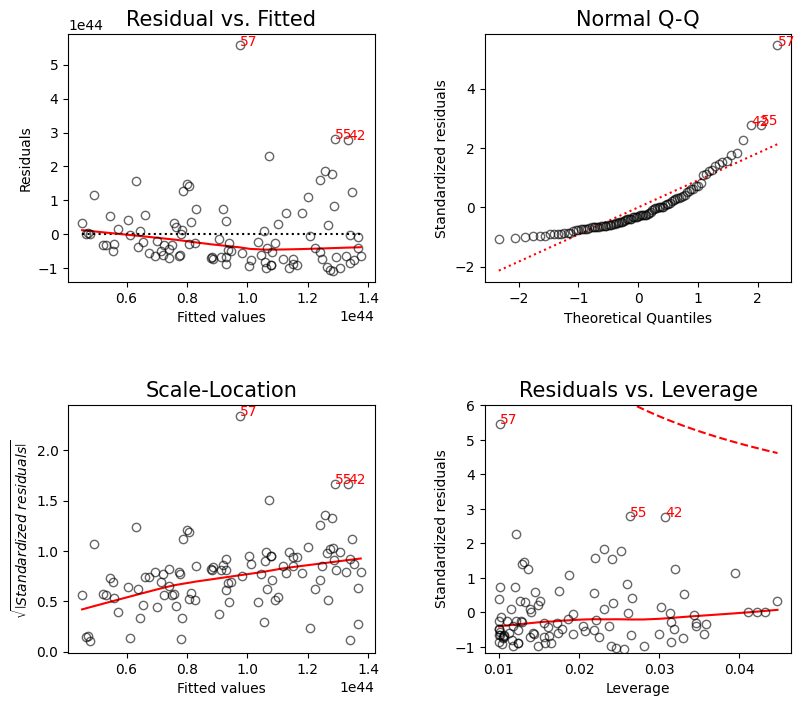 Residual vs. Fitted
1e44
57
5
4
3
55 42
2
1
0
−1
Residuals
0.6 0.8 1.0 1.2 1.4
1e44
Fitted values
Normal Q-Q
57
4
42 55
2
0
−2
Standardized residuals
−2 −1 0 1 2
Theoretical Quantiles
Scale-Location
57
2.0
55 42
1.5
1.0
0.5
0.0
√|Standardized residuals|
0.6 0.8 1.0 1.2 1.4
1e44
Fitted values
Residuals vs. Leverage
6
57
5
4
3
55 42
2
1
0
−1
Standardized residuals
0.01 0.02 0.03 0.04
Leverage